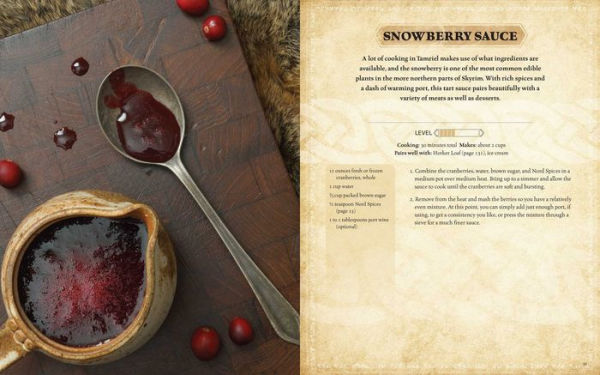 SNOWBERRY SAUCE
A lot of cooking in Tamriel makes use of what ingredients are
available, and the snowberry is one of the most common edible
plants in the more northern parts of Skyrim. With rich spices and
a dash of warming port, this tart sauce pairs beautifully with a
variety of meats as well as desserts.
LEVEL
Cooking: 30 minutes total Makes: about 2 cups
Pairs well with: Horker Loaf (page 131), ice cream
12 ounces fresh or frozen
cranberries, whole
1 cup water
cup packed brown sugar
½ teaspoon Nord Spices
(page 13)
1 to 2 tablespoons port wine
(optional)
1. Combine the cranberries, water, brown sugar, and Nord Spices in a
medium pot over medium heat. Bring up to a simmer and allow the
sauce to cook until the cranberries are soft and bursting.
2. Remove from the heat and mash the berries so you have a relatively
even mixture. At this point, you can simply add just enough port, if
using, to get a consistency you like, or press the mixture through a
sieve for a much finer sauce.